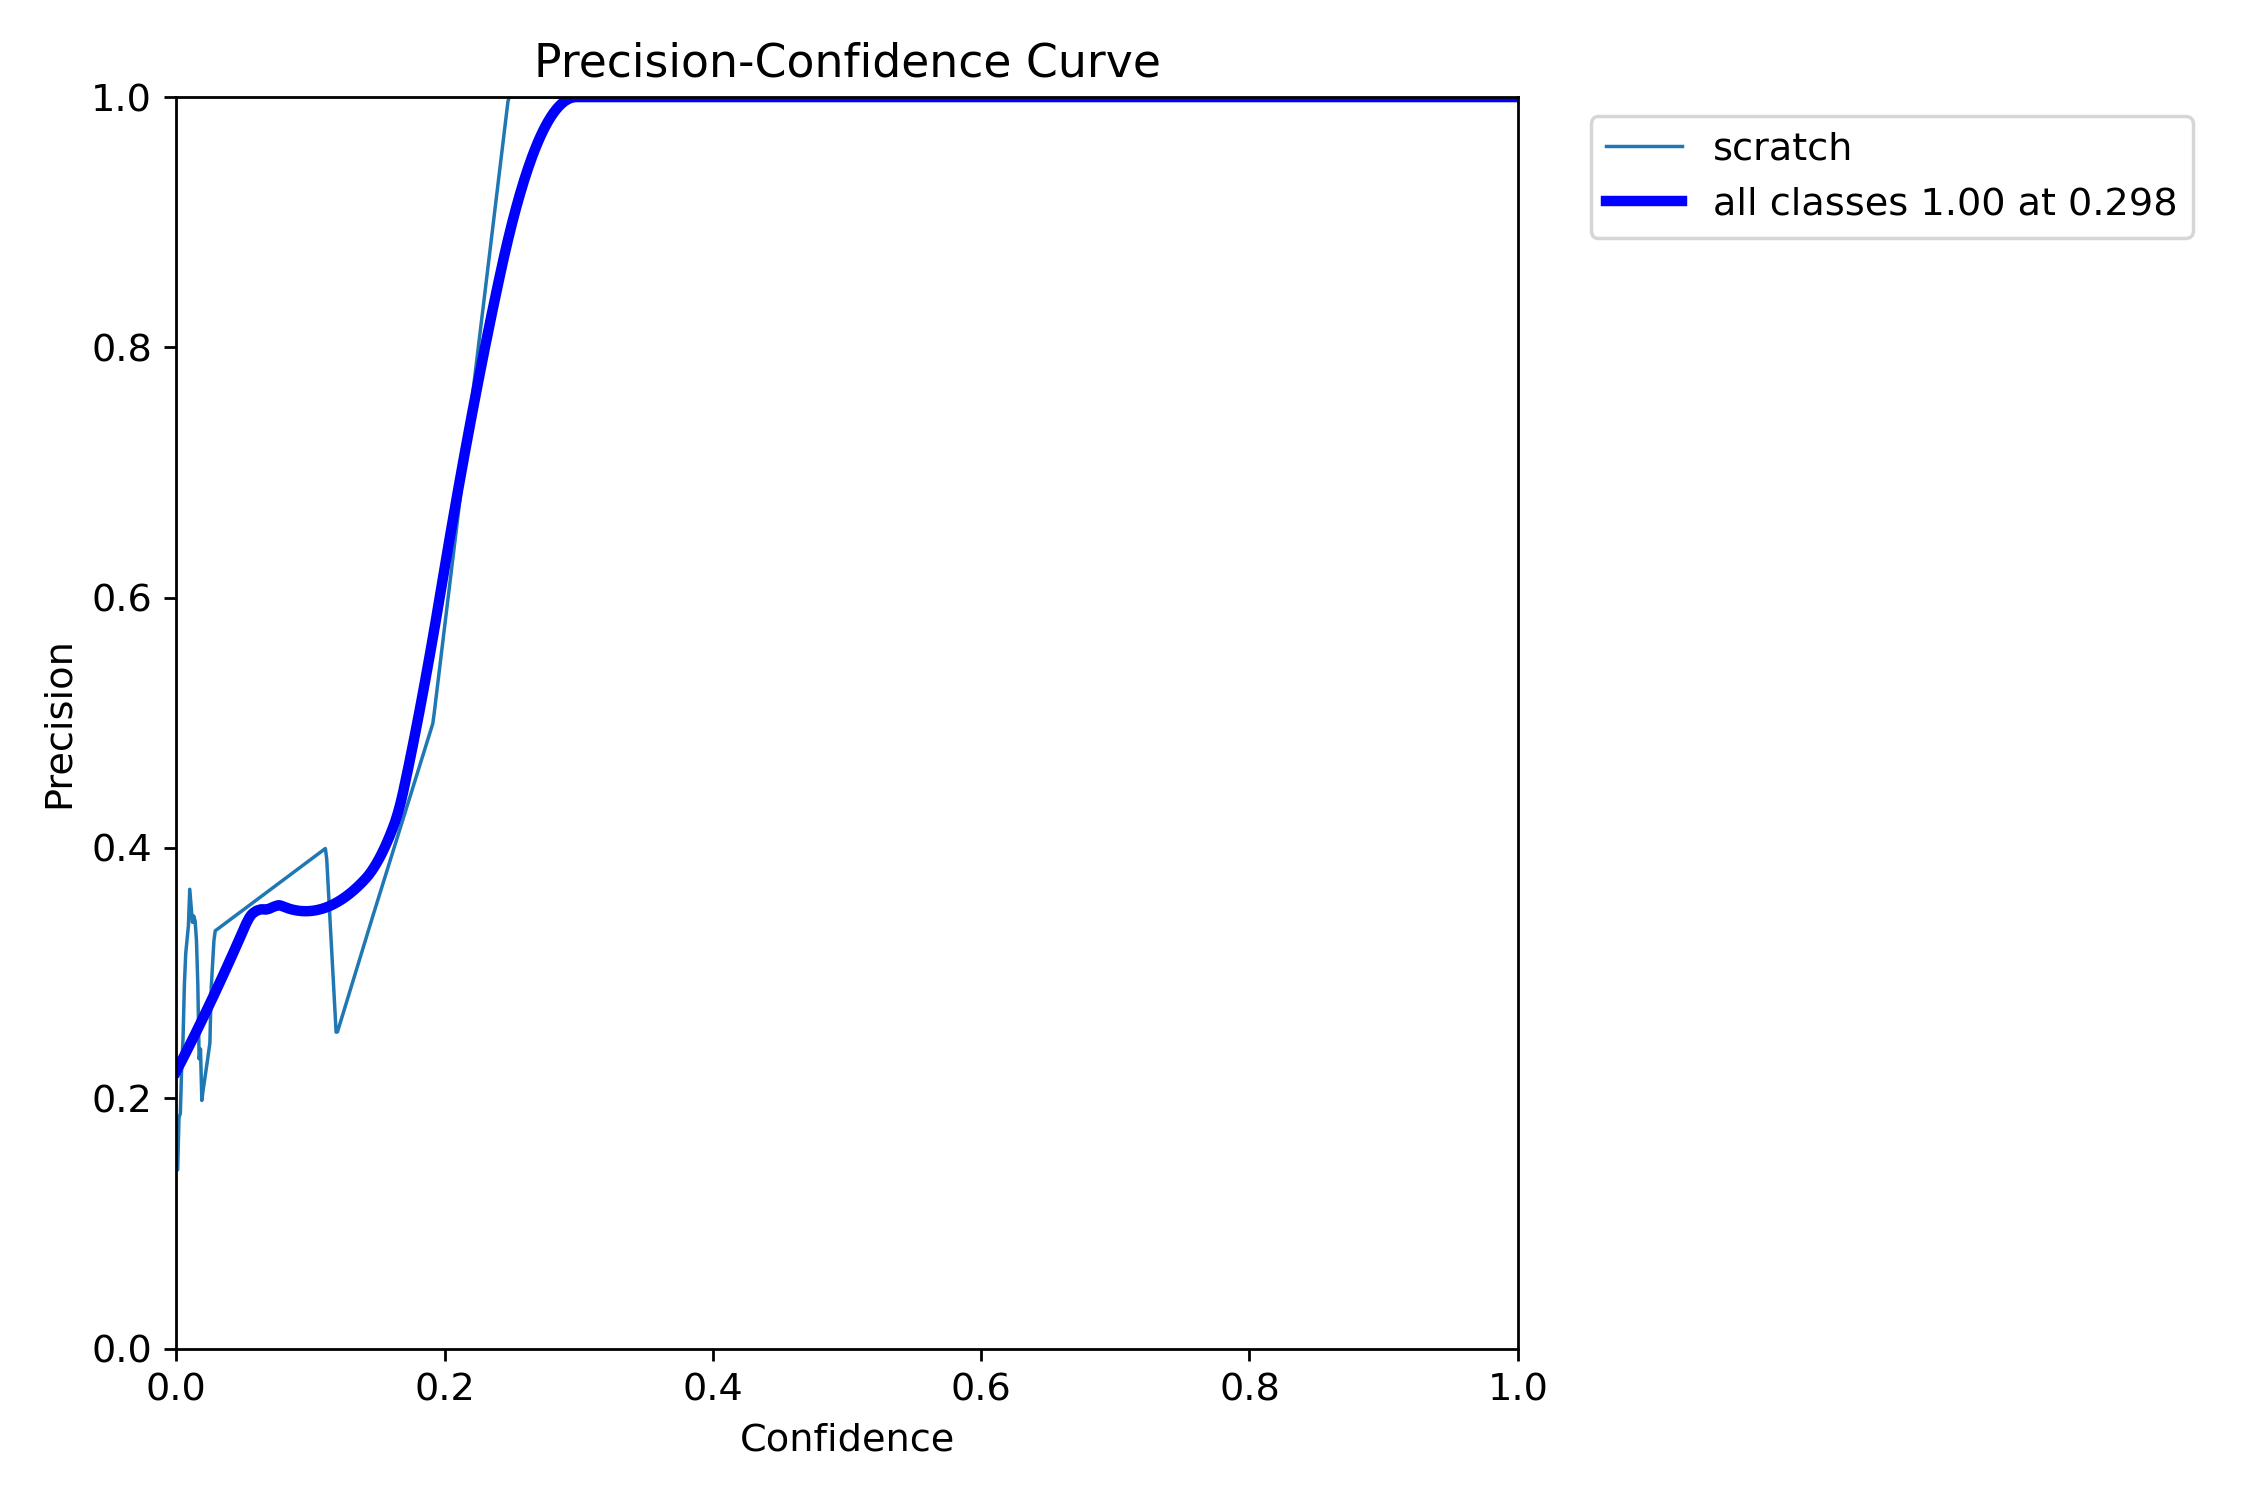 Precision-Confidence Curve
1.0
0.8
0.6
0.4
0.2
0.0
Precision
0.0 0.2 0.4 0.6 0.8 1.0
Confidence
scratch
all classes 1.00 at 0.298